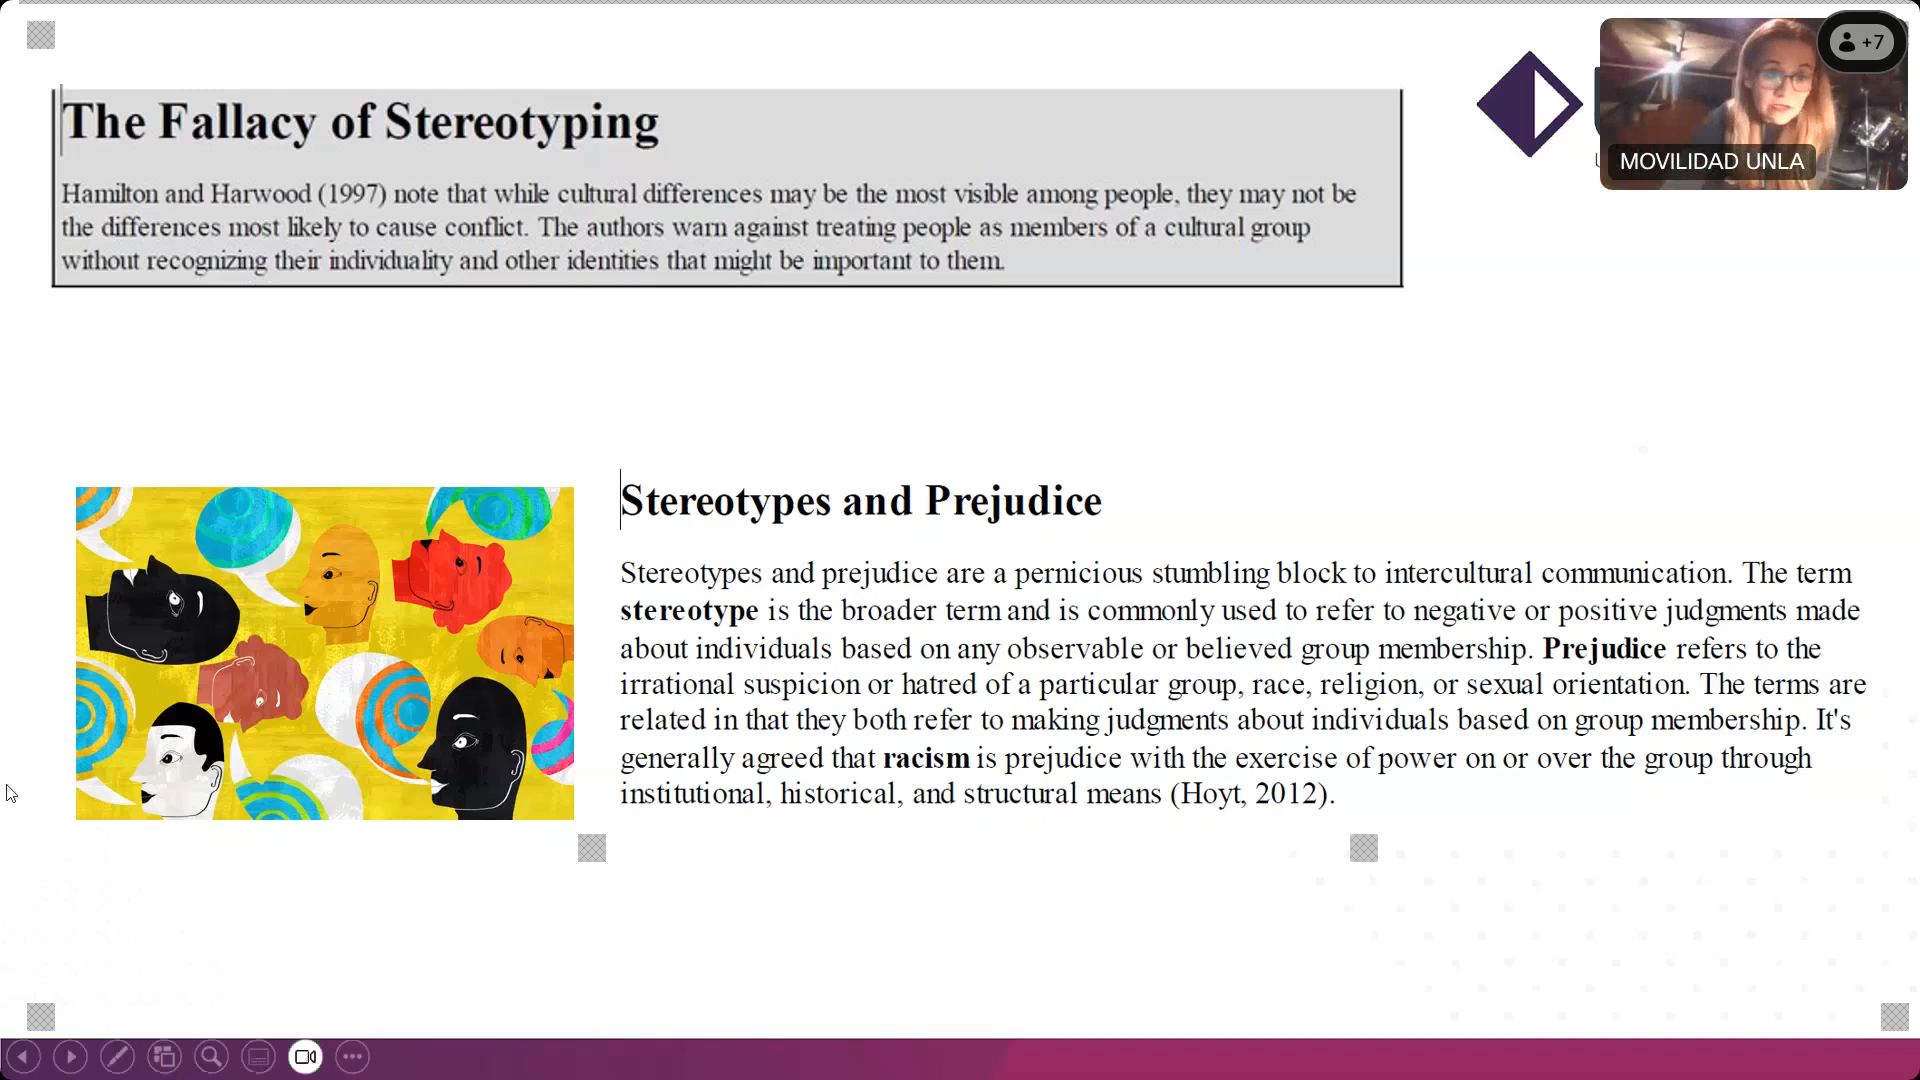 The Fallacy of Stereotyping
Hamilton and Harwood (1997) note that while cultural differences may be the most visible among people, they may not be
the differences most likely to cause conflict. The authors warn against treating people as members of a cultural group
without recognizing their individuality and other identities that might be important to them.
+7
MOVILIDAD UNLA
Stereotypes and Prejudice
Stereotypes and prejudice are a pernicious stumbling block to intercultural communication. The term
stereotype is the broader term and is commonly used to refer to negative or positive judgments made
about individuals based on any observable or believed group membership. Prejudice refers to the
irrational suspicion or hatred of a particular group, race, religion, or sexual orientation. The terms are
related in that they both refer to making judgments about individuals based on group membership. It's
generally agreed that racism is prejudice with the exercise of power on or over the group through
institutional, historical, and structural means (Hoyt, 2012).